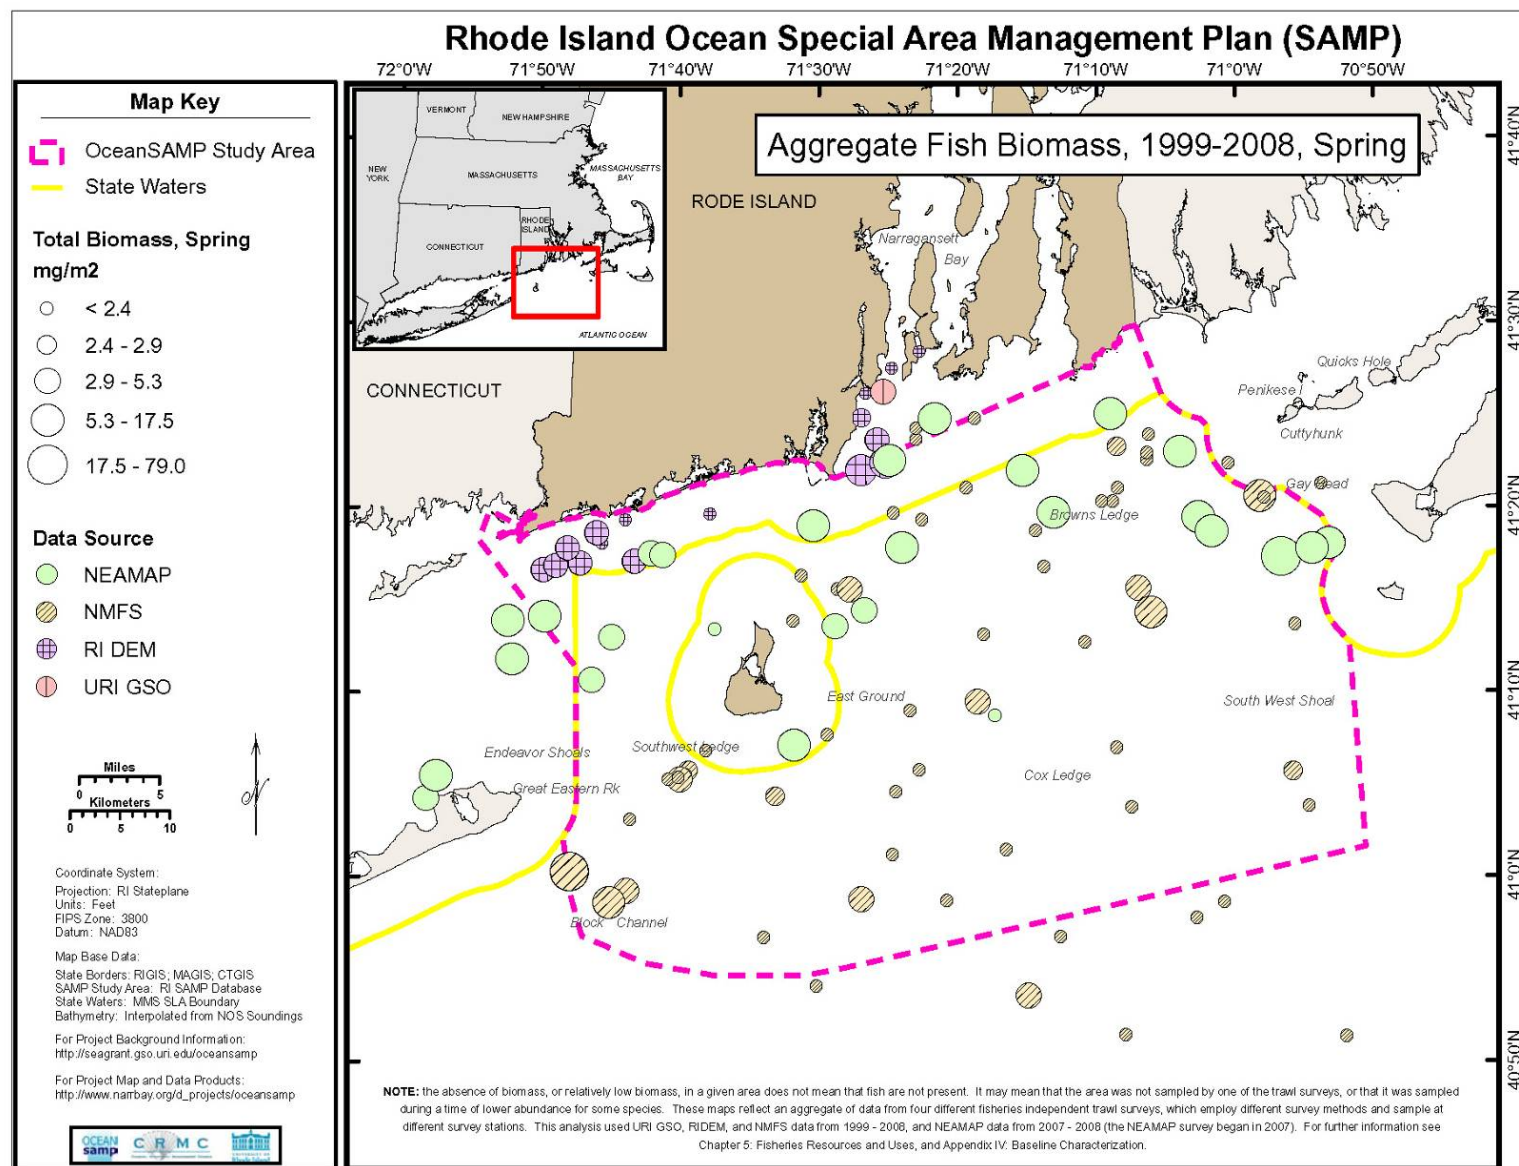 Rhode Island Ocean Special Area Management Plan (SAMP)
72°0'W 71°50'W 71°40'W 71°30'W 71°20'W 71°10'W 71°0'W 70°50'W
Map Key
OceanSAMP Study Area
State Waters
Total Biomass, Spring
mg/m2
< 2.4
2.4 - 2.9
2.9 - 5.3
5.3 - 17.5
17.5 - 79.0
Data Source
NEAMAP
NMFS
RI DEM
URI GSO
Miles
0 5
Kilometers
0 5 10
N
Coordinate System:
Projection: RI Stateplane
Units: Feet
FIPS Zone: 3800
Datum: NAD83
Map Base Data:
State Borders: RIGIS; MAGIS; CTGIS
SAMP Study Area: RI SAMP Database
State Waters: MMS SLA Boundary
Bathymetry: Interpolated from NOS Soundings
For Project Background Information:
http://seagrant.gso.uri.edu/oceansamp
For Project Map and Data Products:
http://www.narrbay.org/d_projects/oceansamp
OCEAN
samp
CRMC
VERMONT
NEW HAMPSHIRE
NEW
YORK
MASSACHUSETTS
MASSACHUSETTS
BAY
RHODE
ISLAND
CONNECTICUT
ATLANTIC OCEAN
Aggregate Fish Biomass, 1999-2008, Spring
RODE ISLAND
Narragansett
Bay
CONNECTICUT
Quicks Hole
Penikese I
Cuttyhunk
Gay Head
Browns Ledge
East Ground
South West Shoal
Endeavor Shoals
Southwest Ledge
Great Eastern Rk
Cox Ledge
Block Channel
41°40'N
41°30'N
41°20'N
41°10'N
41°0'N
40°50'N
NOTE: the absence of biomass, or relatively low biomass, in a given area does not mean that fish are not present. It may mean that the area was not sampled by one of the trawl surveys, or that it was sampled
during a time of lower abundance for some species. These maps reflect an aggregate of data from four different fisheries independent trawl surveys, which employ different survey methods and sample at
different survey stations. This analysis used URI GSO, RIDEM, and NMFS data from 1999 - 2008, and NEAMAP data from 2007 - 2008 (the NEAMAP survey began in 2007). For further information see
Chapter 5: Fisheries Resources and Uses, and Appendix IV: Baseline Characterization.